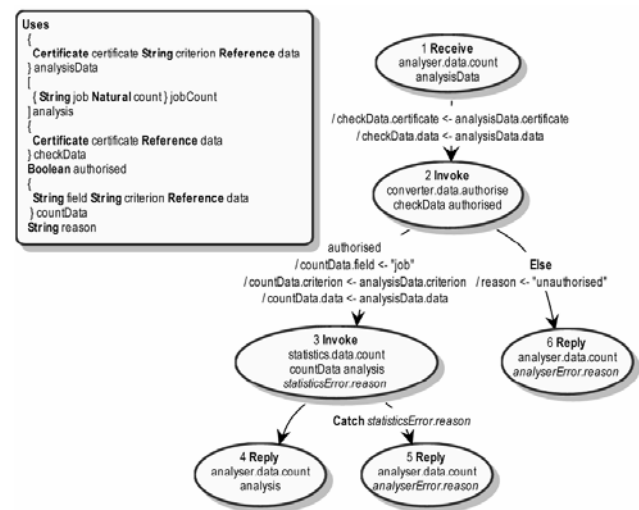 Uses
{
Certificate certificate String criterion Reference data
} analysisData
[
{ String job Natural count } jobCount
] analysis
{
Certificate certificate Reference data
} checkData
Boolean authorised
{
String field String criterion Reference data
} countData
String reason
1 Receive
analyser.data.count
analysisData
/ checkData.certificate <- analysisData.certificate
/ checkData.data <- analysisData.data
2 Invoke
converter.data.authorise
checkData authorised
authorised
/ countData.field <- "job"
/ countData.criterion <- analysisData.criterion
/ countData.data <- analysisData.data
Else
/ reason <- "unauthorised"
3 Invoke
statistics.data.count
countData analysis
statisticsError.reason
6 Reply
analyser.data.count
analyserError.reason
Catch statisticsError.reason
4 Reply
analyser.data.count
analysis
5 Reply
analyser.data.count
analyserError.reason